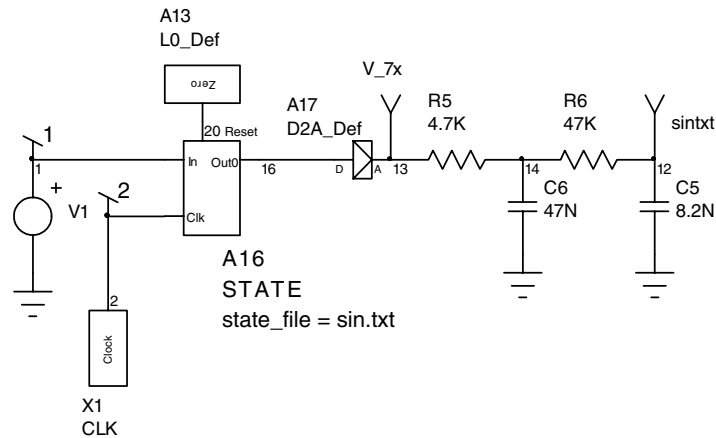 A13
L0_Def
Zero
V_7x
A17
D2A_Def
R5
4.7K
R6
47K
sintxt
1
20 Reset
In
Out0
1
16
D
A
13
14
12
2
+
V1
Clk
C6
47N
C5
8.2N
A16
STATE
state_file = sin.txt
2
Clock
X1
CLK